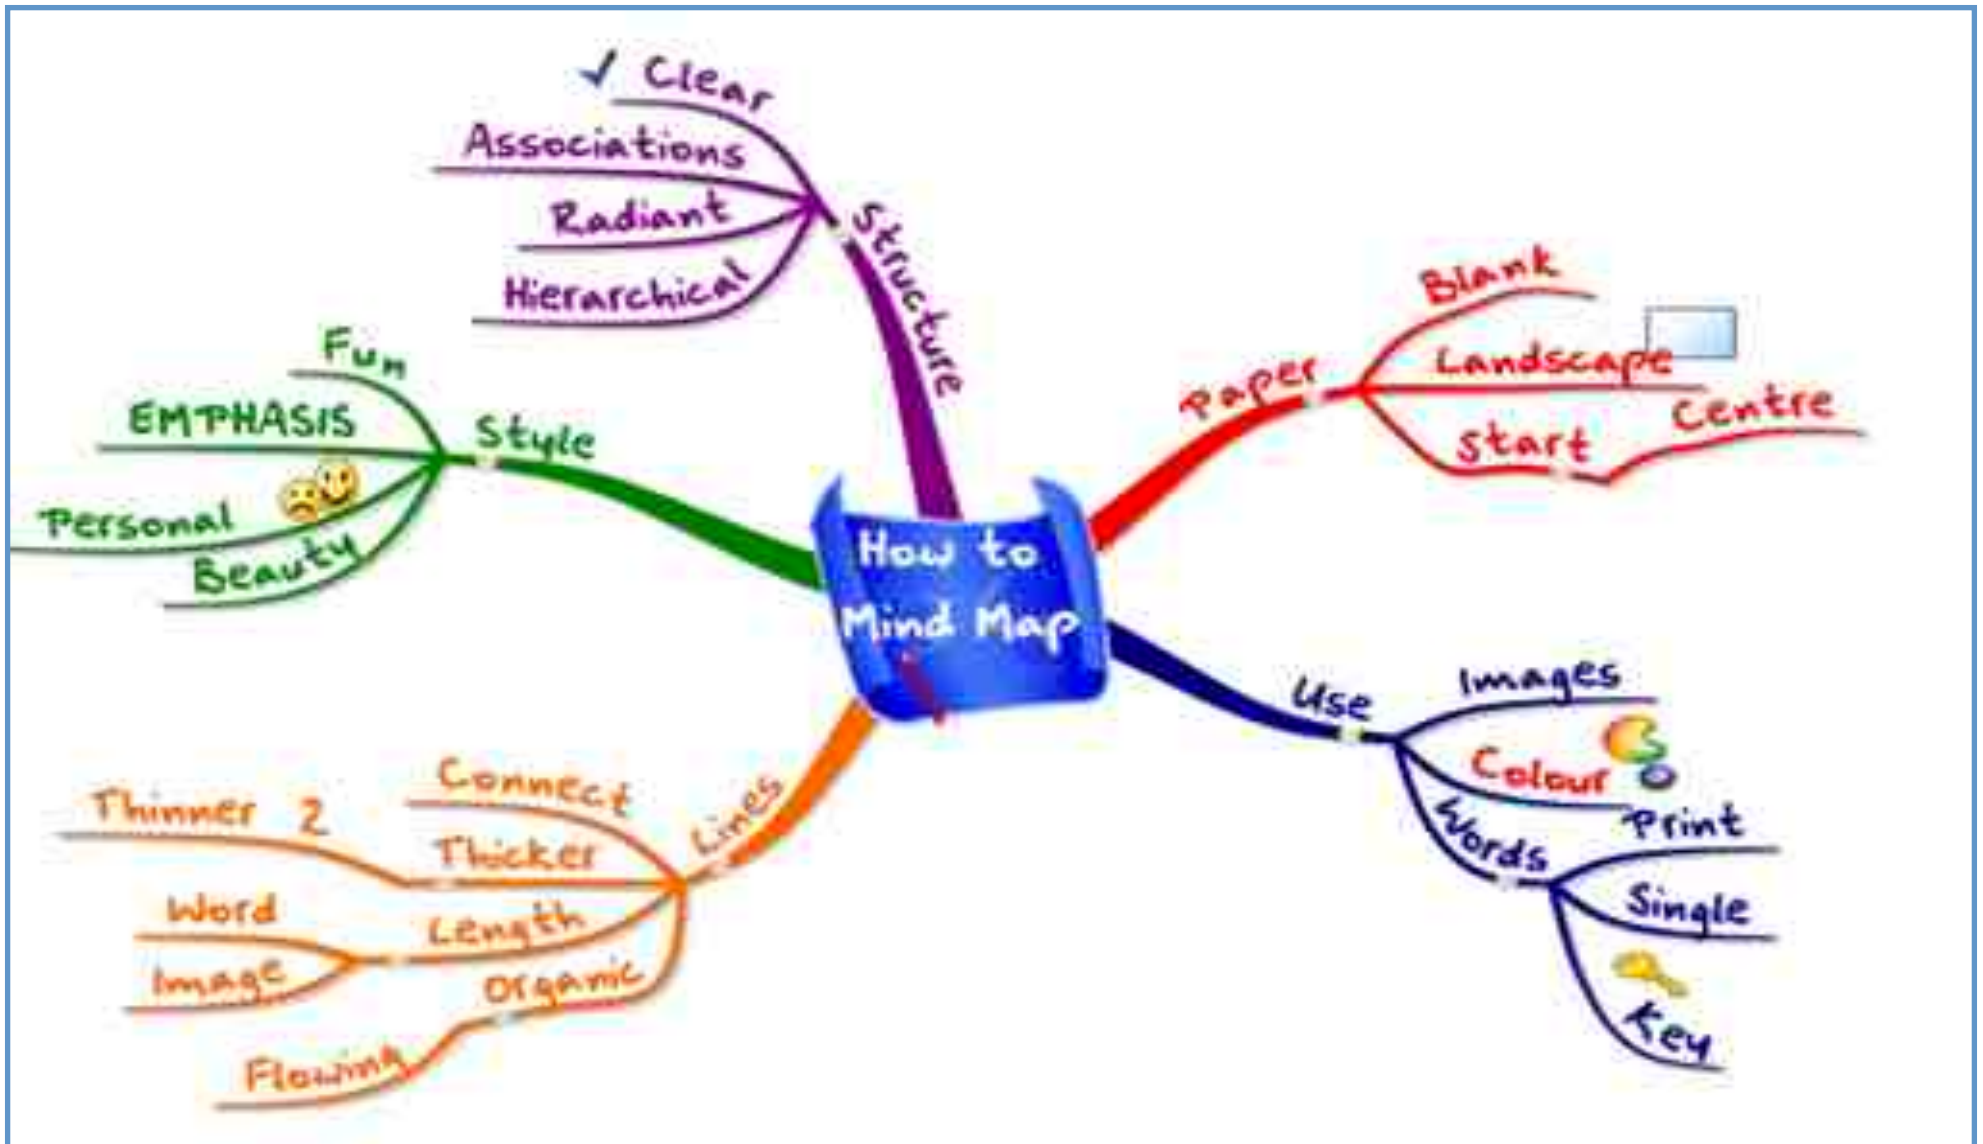 How to
Mind Map
Paper
Blank
Landscape
Start
Centre
Use
Images
Colour
Words
Print
Single
Key
Lines
Connect
Thicker
Thinner 2
Length
Word
Image
Organic
Flowing
Style
Fun
EMPHASIS
Personal
Beauty
Structure
Clear
Associations
Radiant
Hierarchical